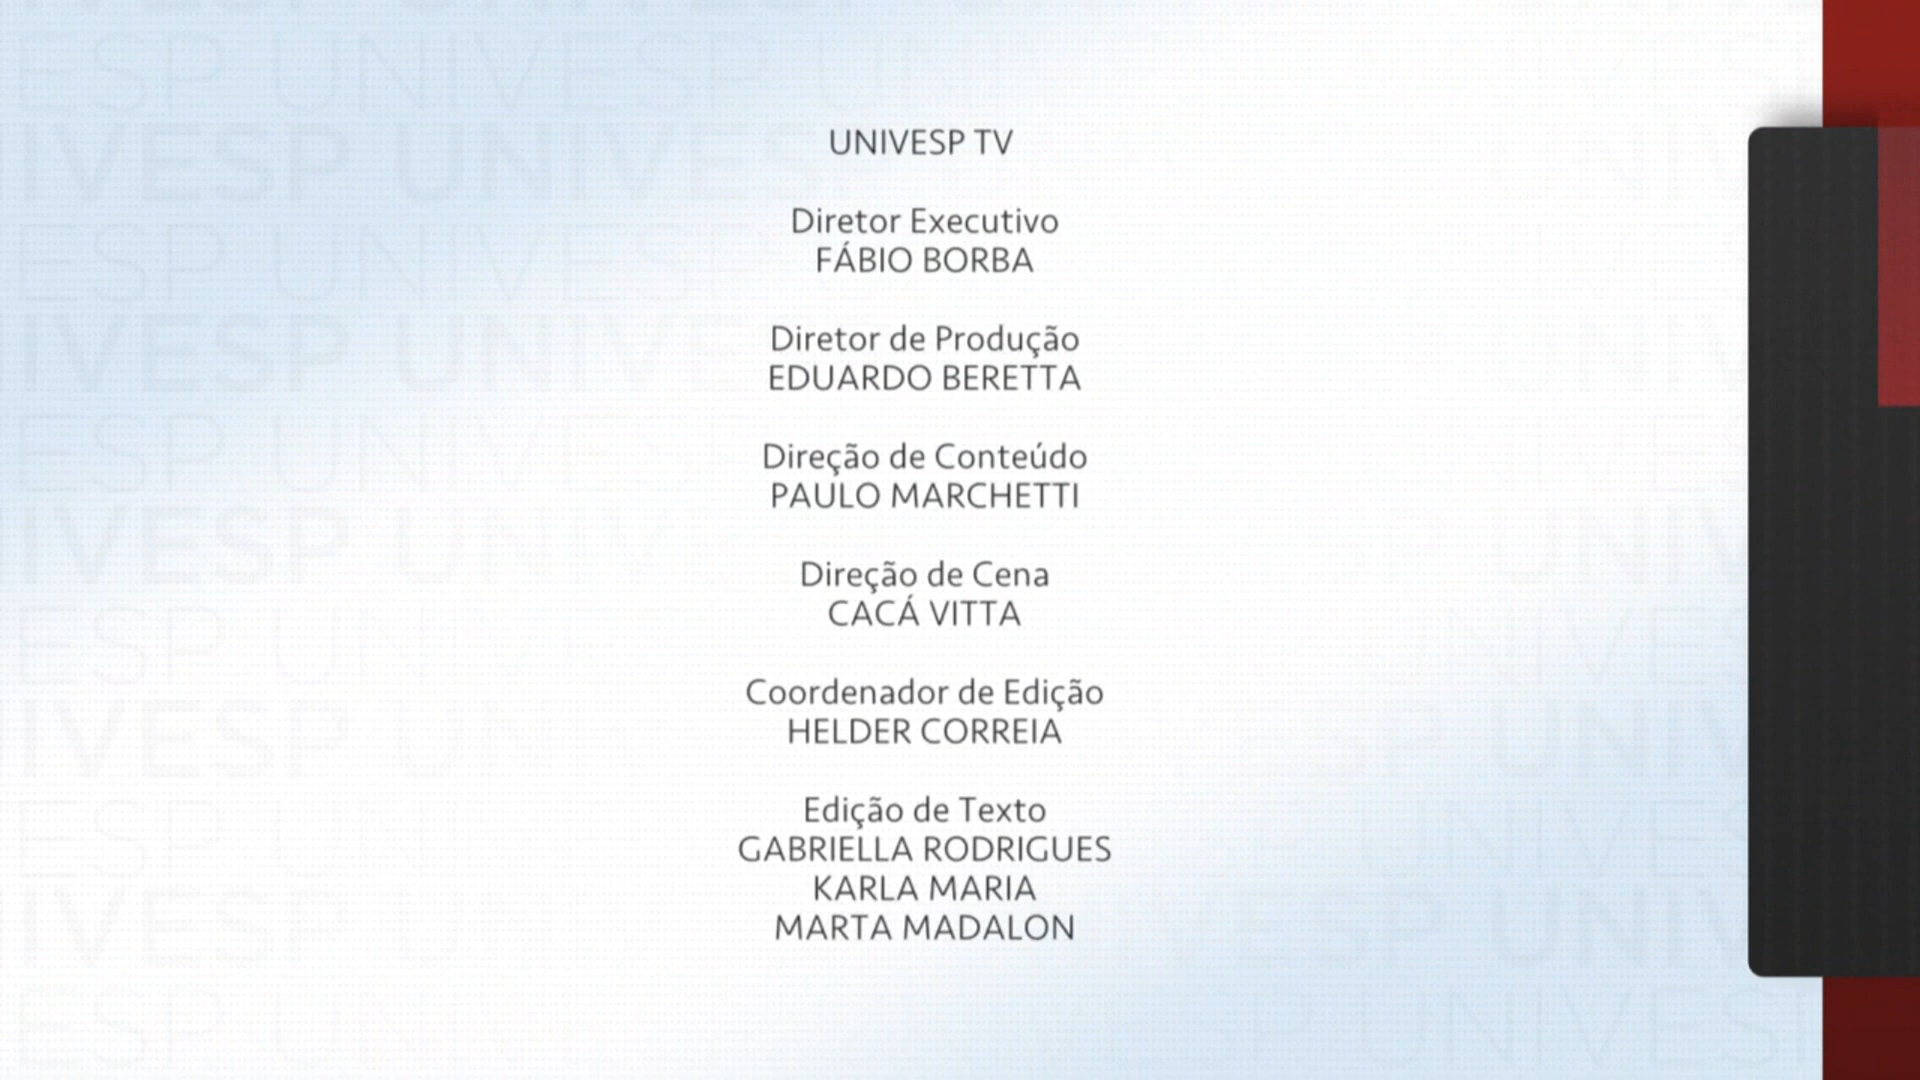 UNIVESP TV
Diretor Executivo
FÁBIO BORBA
Diretor de Produção
EDUARDO BERETTA
Direção de Conteúdo
PAULO MARCHETTI
Direção de Cena
CACÁ VITTA
Coordenador de Edição
HELDER CORREIA
Edição de Texto
GABRIELLA RODRIGUES
KARLA MARIA
MARTA MADALON